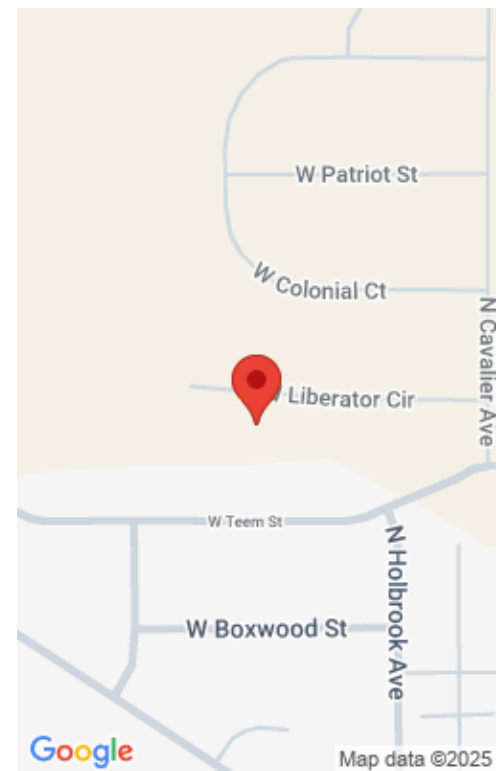 W Patriot St
W Colonial Ct
N Cavalier Ave
Liberator Cir
W Teem St
N Holbrook Ave
W Boxwood St
Google
Map data ©2025